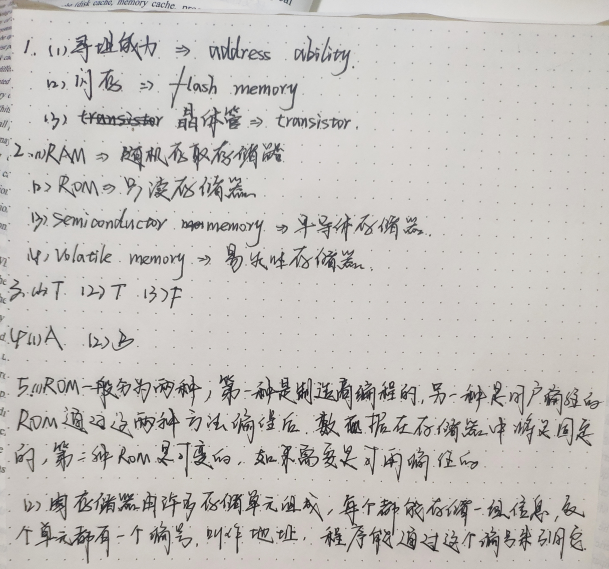 disk cache, memory cache
1. (1) 寻址能力 ⇒ address ability.
(2) 闪存 ⇒ flash memory
(3) transistor 晶体管 ⇒ transistor.
2. (1) RAM ⇒ 随机存取存储器
(2) ROM ⇒ 只读存储器
(3) semiconductor memory ⇒ 半导体存储器.
(4) Volatile memory ⇒ 易失性存储器.
3. (1) T (2) T (3) F
4. (1) A (2) B
5. (1) ROM一般分为两种, 第一种是制造商编程的, 另一种是用户编程的
ROM通过这两种方法编程后, 数据在存储器中将是固定
的, 第三种ROM是可变的, 如果需要是可再编程的
(2) 存储器由许多存储单元组成, 每个都能存储一组信息, 每
个单元都有一个编号, 叫作地址. 程序能通过这个编号来引用它